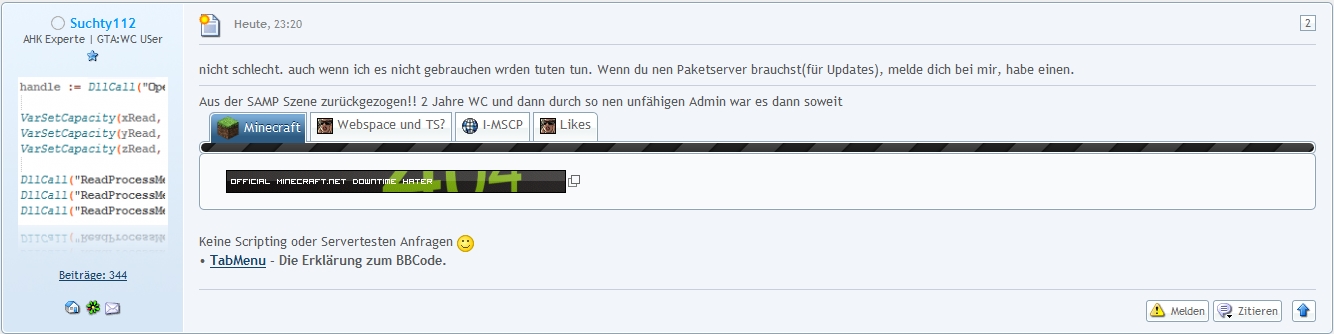 Suchty112
AHK Experte | GTA:WC USer
handle := DllCall("Ope
VarSetCapacity(xRead,
VarSetCapacity(yRead,
VarSetCapacity(zRead,
DllCall("ReadProcessMe
DllCall("ReadProcessMe
DllCall("ReadProcessMe
Beiträge: 344
Heute, 23:20
2
nicht schlecht. auch wenn ich es nicht gebrauchen wrden tuten tun. Wenn du nen Paketserver brauchst(für Updates), melde dich bei mir, habe einen.
Aus der SAMP Szene zurückgezogen!! 2 Jahre WC und dann durch so nen unfähigen Admin war es dann soweit
Minecraft Webspace und TS? I-MSCP Likes
OFFICIAL MINECRAFT.NET DOWNTIME HATER
Keine Scripting oder Servertesten Anfragen
• TabMenu - Die Erklärung zum BBCode.
Melden Zitieren